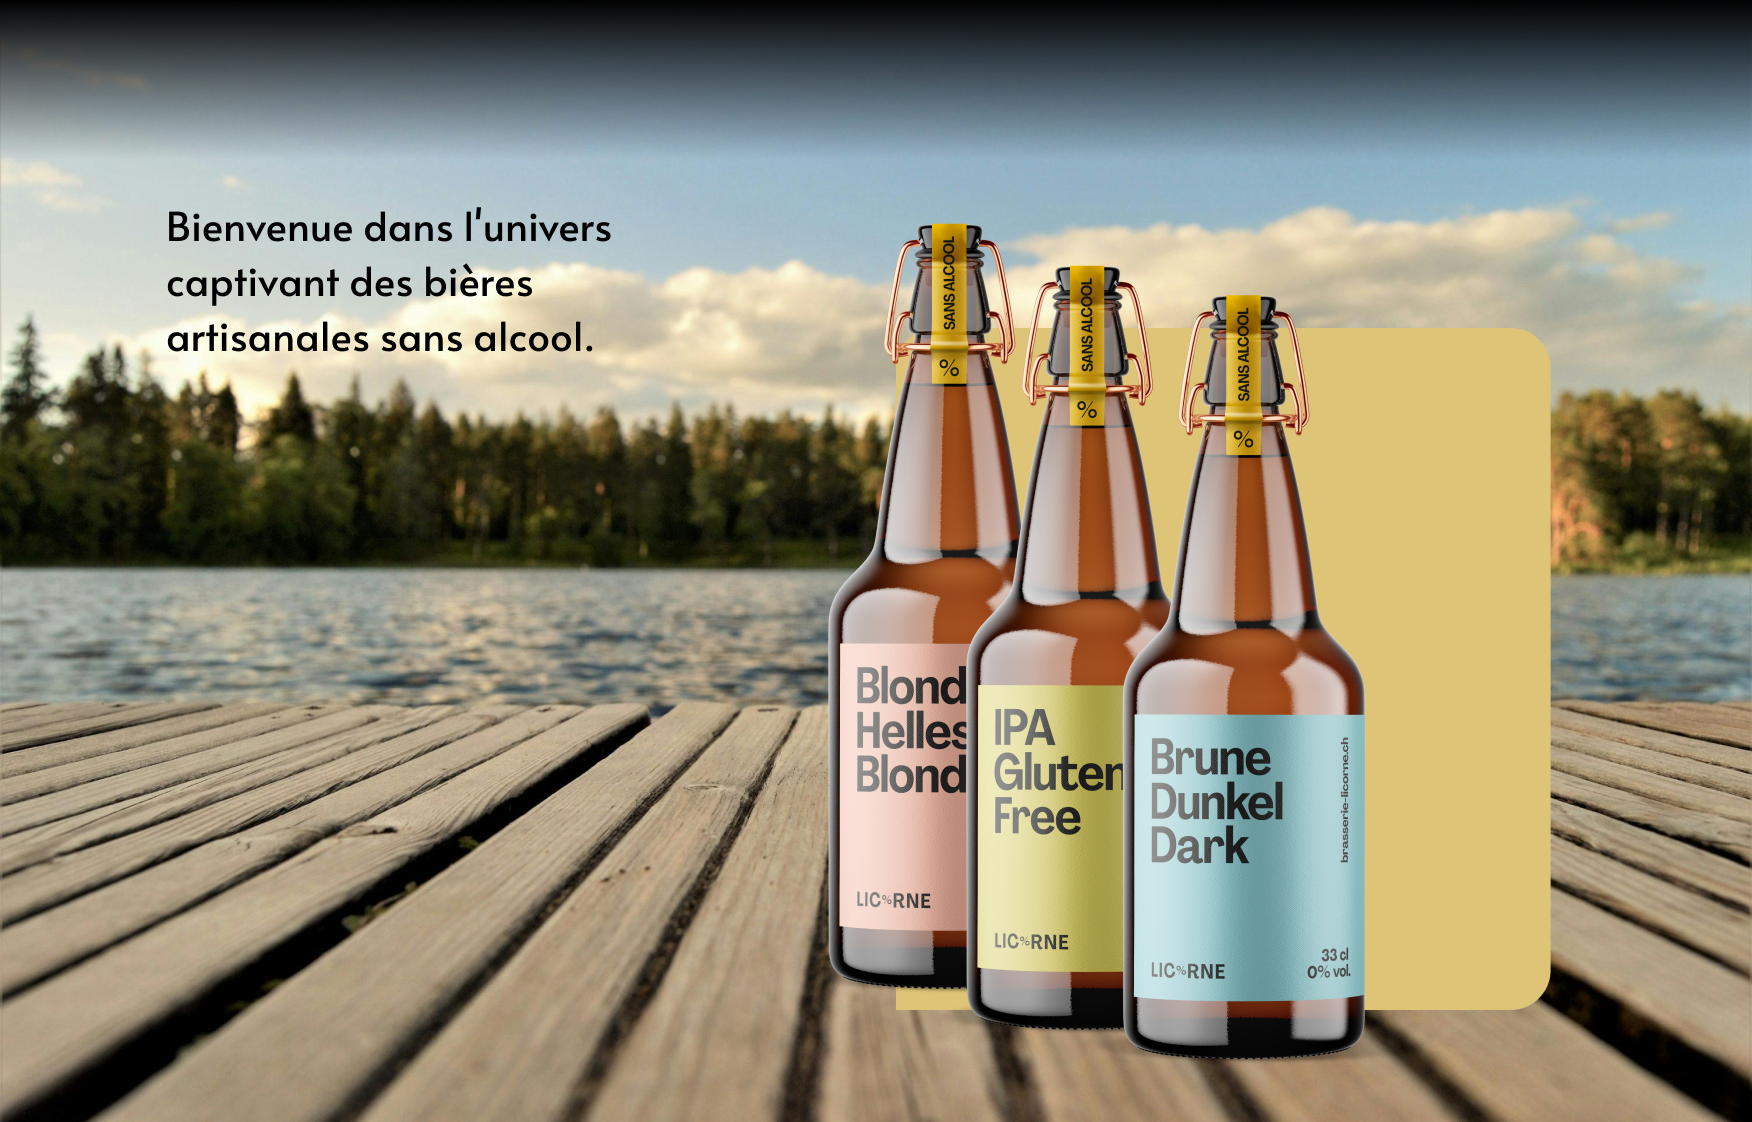 Bienvenue dans l'univers
captivant des bières
artisanales sans alcool.
SANS ALCOOL
%
SANS ALCOOL
%
SANS ALCOOL
%
Blond
Helles
Blond
LIC%RNE
IPA
Gluten
Free
LIC%RNE
Brune
Dunkel
Dark
brasserie-licorne.ch
LIC%RNE
33 cl
0% vol.